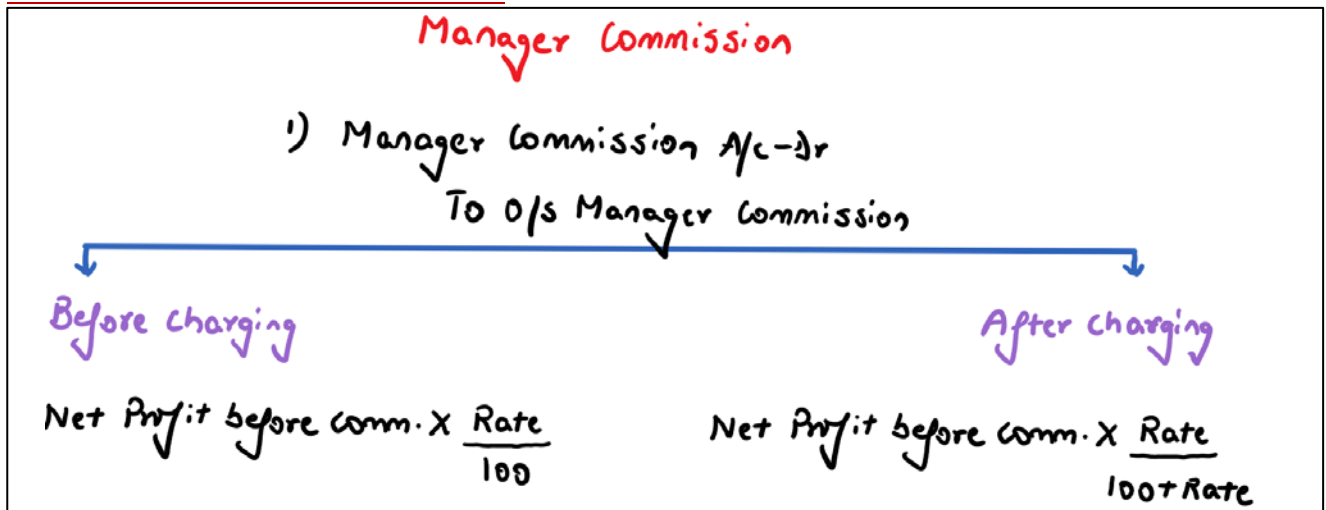 Manager Commission
1) Manager Commission A/c-Dr
To O/s Manager Commission
Before charging
After charging
Net Profit before comm. X Rate/100
Net Profit before comm. X Rate/100+Rate